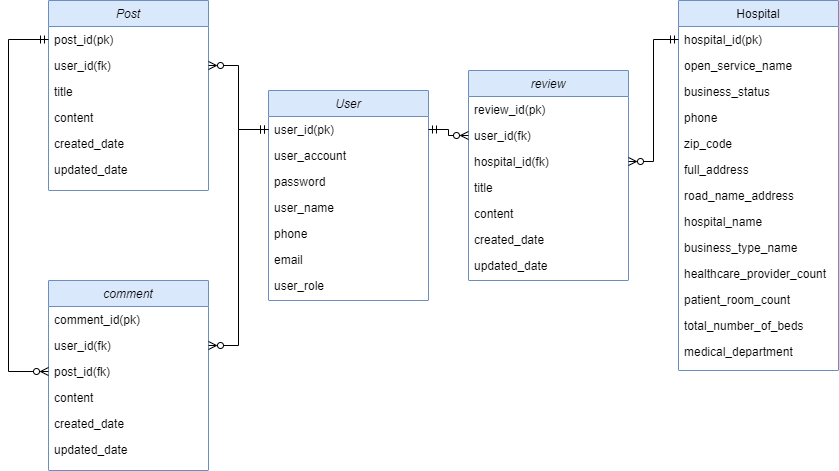 Post
post_id(pk)
user_id(fk)
title
content
created_date
updated_date
comment
comment_id(pk)
user_id(fk)
post_id(fk)
content
created_date
updated_date
User
user_id(pk)
user_account
password
user_name
phone
email
user_role
review
review_id(pk)
user_id(fk)
hospital_id(fk)
title
content
created_date
updated_date
Hospital
hospital_id(pk)
open_service_name
business_status
phone
zip_code
full_address
road_name_address
hospital_name
business_type_name
healthcare_provider_count
patient_room_count
total_number_of_beds
medical_department